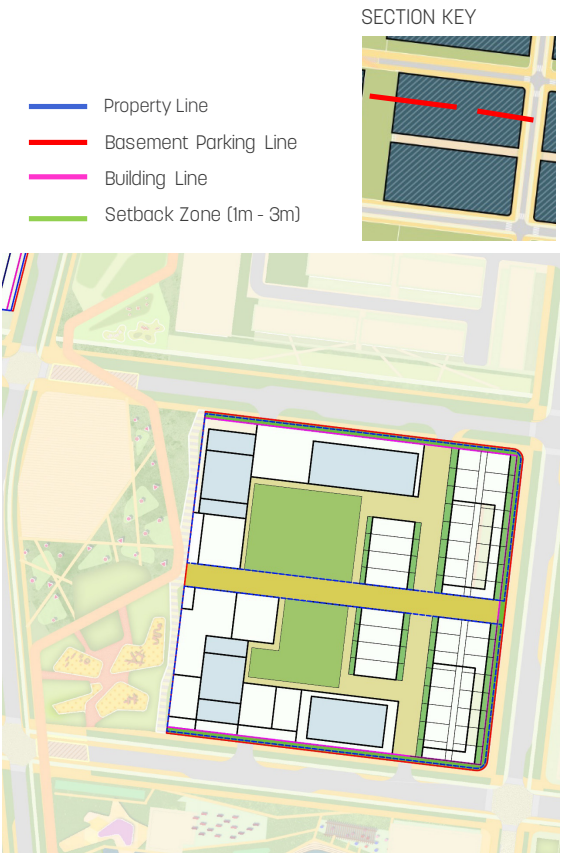 SECTION KEY
Property Line
Basement Parking Line
Building Line
Setback Zone (1m - 3m)